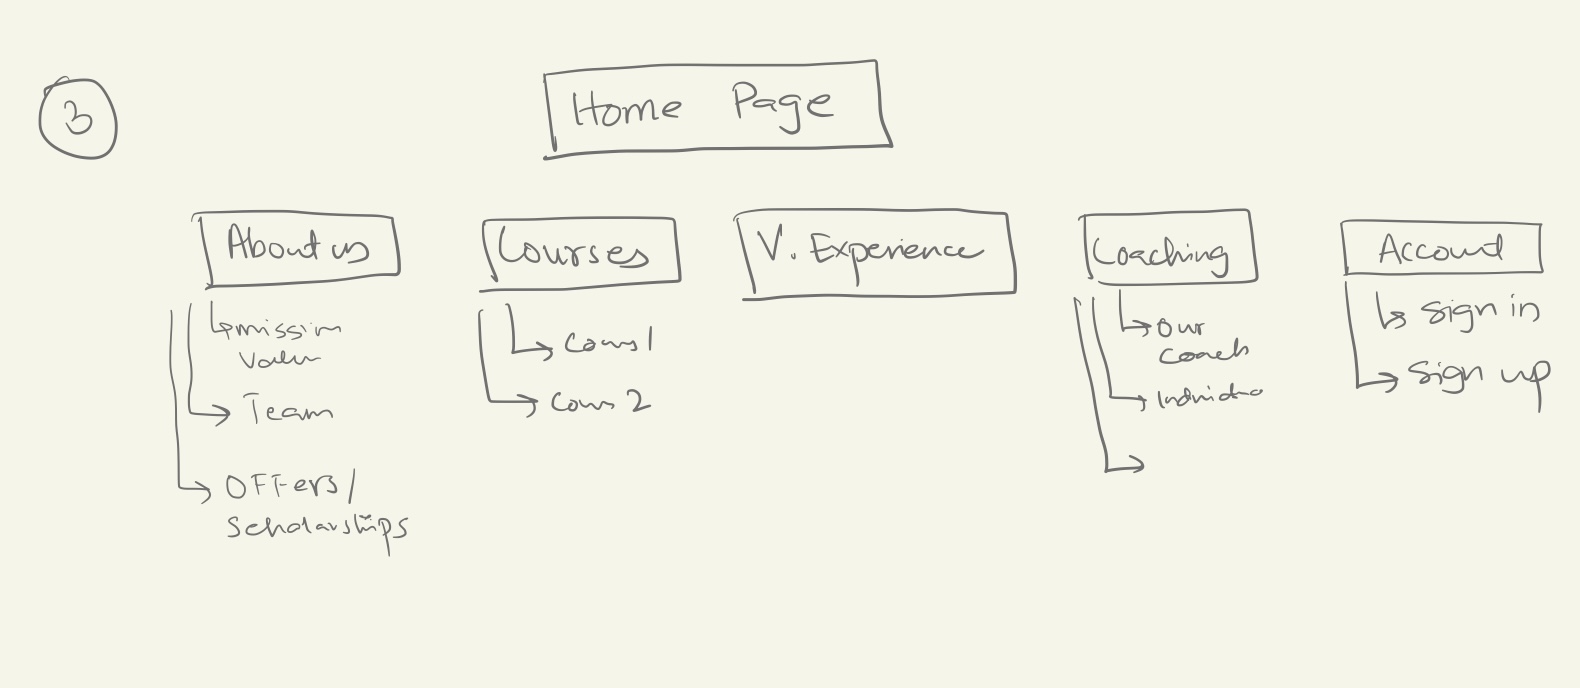 3
Home Page
About us
Courses
V. Experience
Coaching
Account
mission
Value
Team
OFFers/
Scholarships
Cours 1
Cours 2
our
coach
Individ
Sign in
Sign up